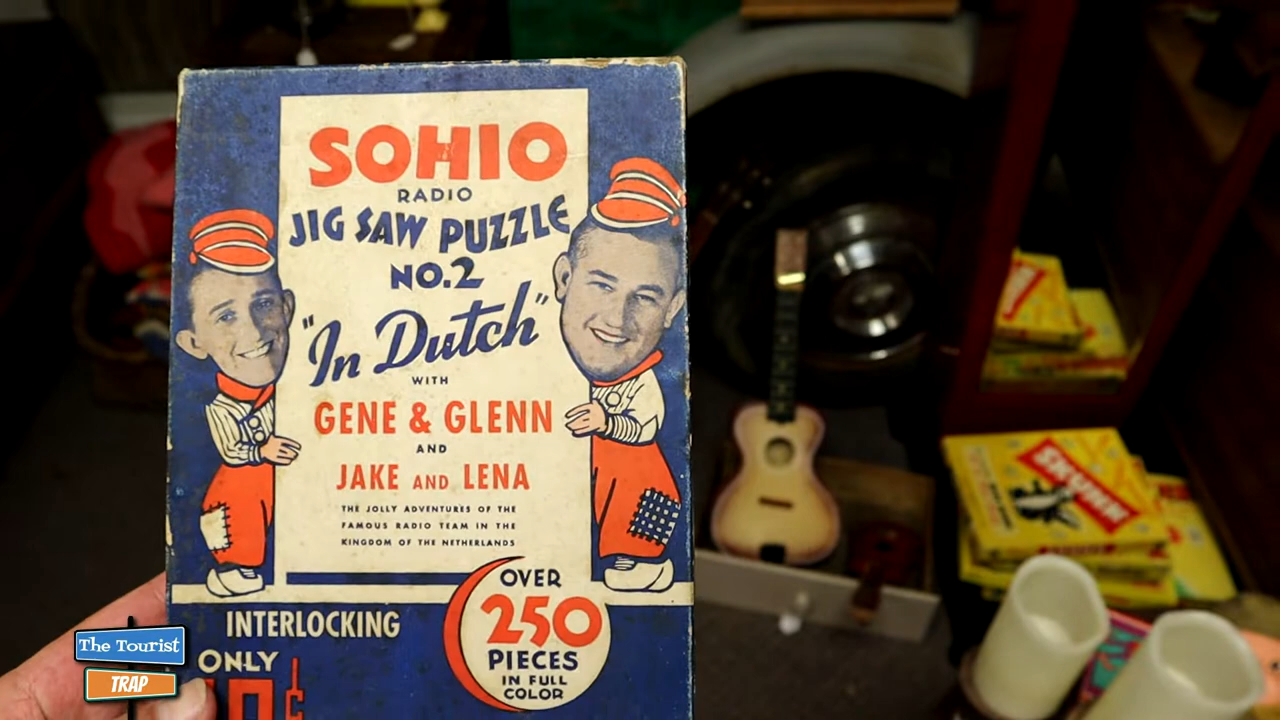 SOHIO
RADIO
JIG SAW PUZZLE
NO.2
"In Dutch"
WITH
GENE & GLENN
AND
JAKE AND LENA
THE JOLLY ADVENTURES OF THE
FAMOUS RADIO TEAM IN THE
KINGDOM OF THE NETHERLANDS
OVER
250
PIECES
IN FULL
COLOR
INTERLOCKING
ONLY
SKUNK
The Tourist
TRAP